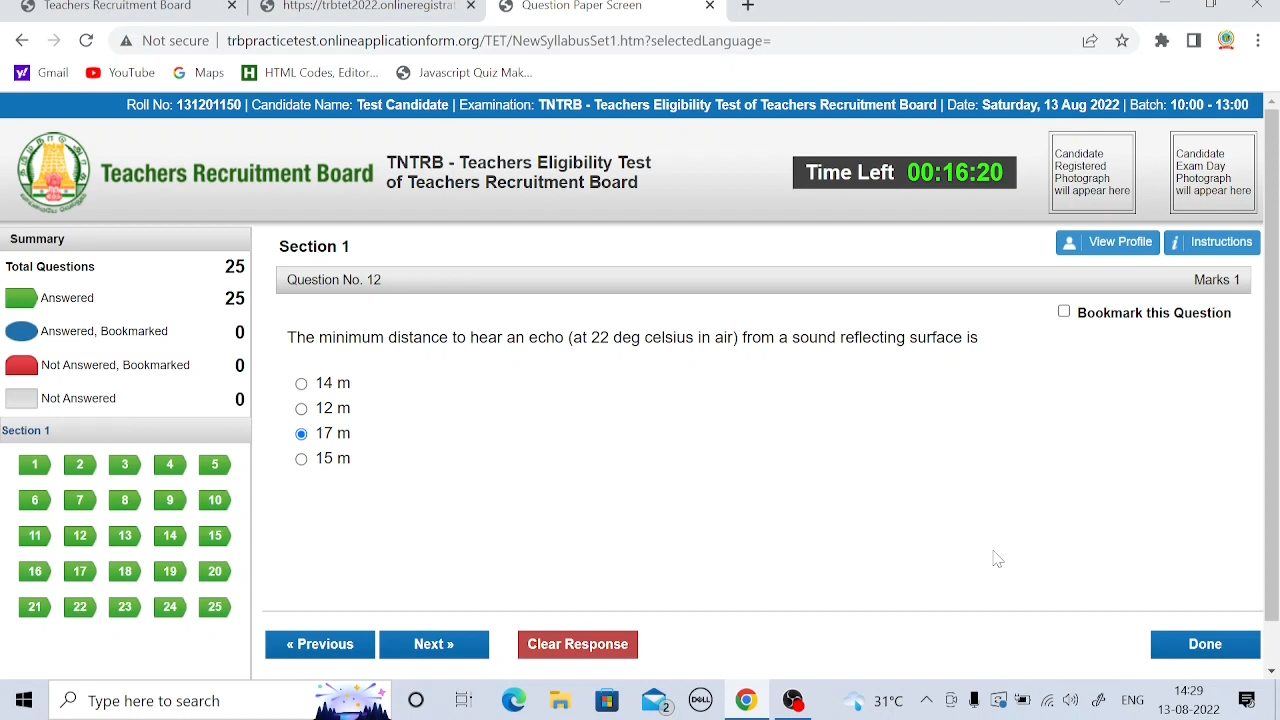 Teachers Recruitment Board
https://trbtet2022.onlineregistrat
Question Paper Screen
Not secure
trbpracticetest.onlineapplicationform.org/TET/NewSyllabusSet1.htm?selectedLanguage=
Gmail
YouTube
Maps
HTML Codes, Editor...
Javascript Quiz Mak...
Roll No: 131201150 | Candidate Name: Test Candidate | Examination: TNTRB - Teachers Eligibility Test of Teachers Recruitment Board | Date: Saturday, 13 Aug 2022 | Batch: 10:00 - 13:00
Teachers Recruitment Board
TNTRB - Teachers Eligibility Test
of Teachers Recruitment Board
Time Left 00:16:20
Candidate
Registered
Photograph
will appear here
Candidate
Exam Day
Photograph
will appear here
Summary
Total Questions 25
Answered 25
Answered, Bookmarked 0
Not Answered, Bookmarked 0
Not Answered 0
Section 1
1 2 3 4 5
6 7 8 9 10
11 12 13 14 15
16 17 18 19 20
21 22 23 24 25
Section 1
View Profile
Instructions
Question No. 12
Marks 1
Bookmark this Question
The minimum distance to hear an echo (at 22 deg celsius in air) from a sound reflecting surface is
14 m
12 m
17 m
15 m
« Previous
Next »
Clear Response
Done
Type here to search
2
DELL
31°C
ENG
14:29
13-08-2022